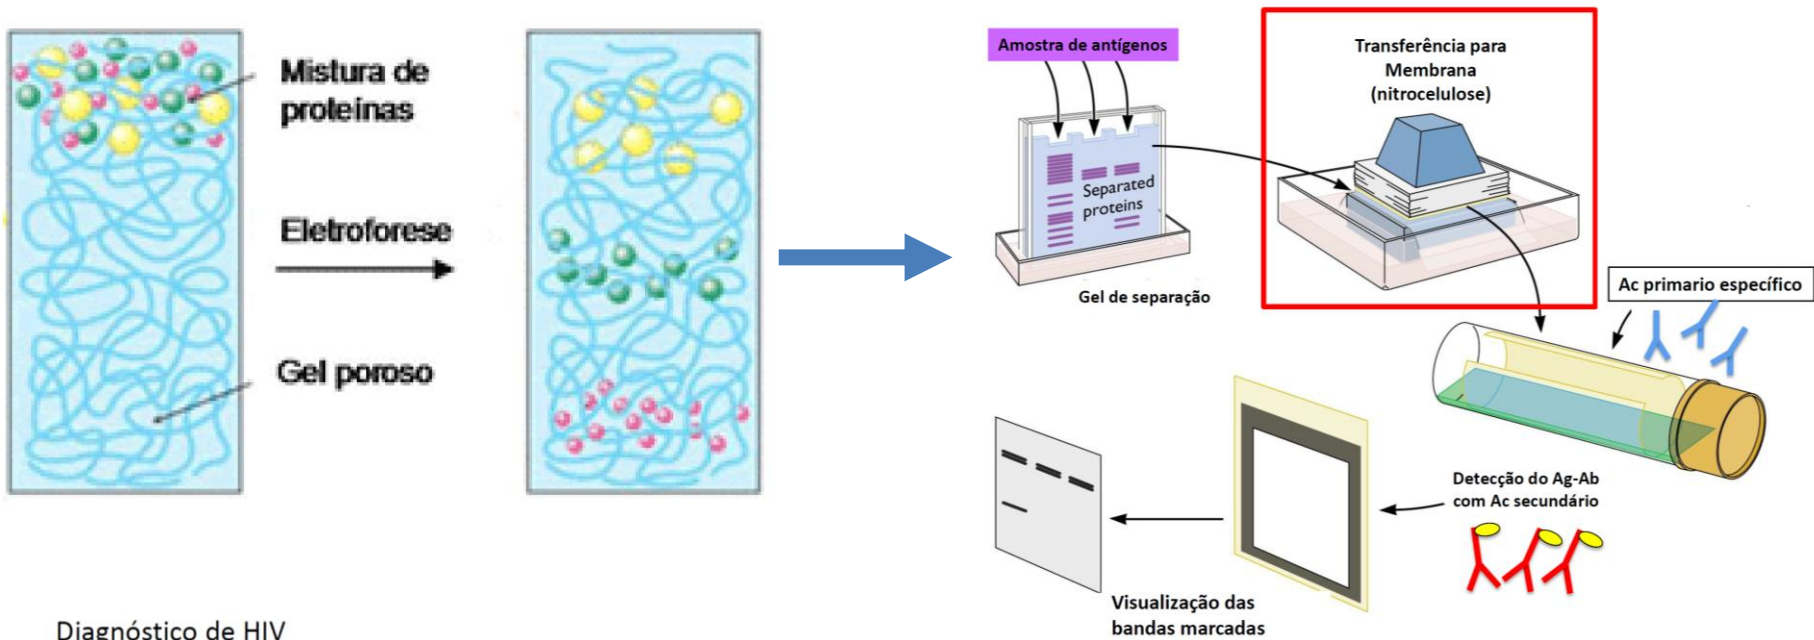 Mistura de
proteínas
Eletroforese
Gel poroso
Amostra de antígenos
Separated
proteins
Gel de separação
Transferência para
Membrana
(nitrocelulose)
Ac primario específico
Detecção do Ag-Ab
com Ac secundário
Visualização das
bandas marcadas
Diagnóstico de HIV